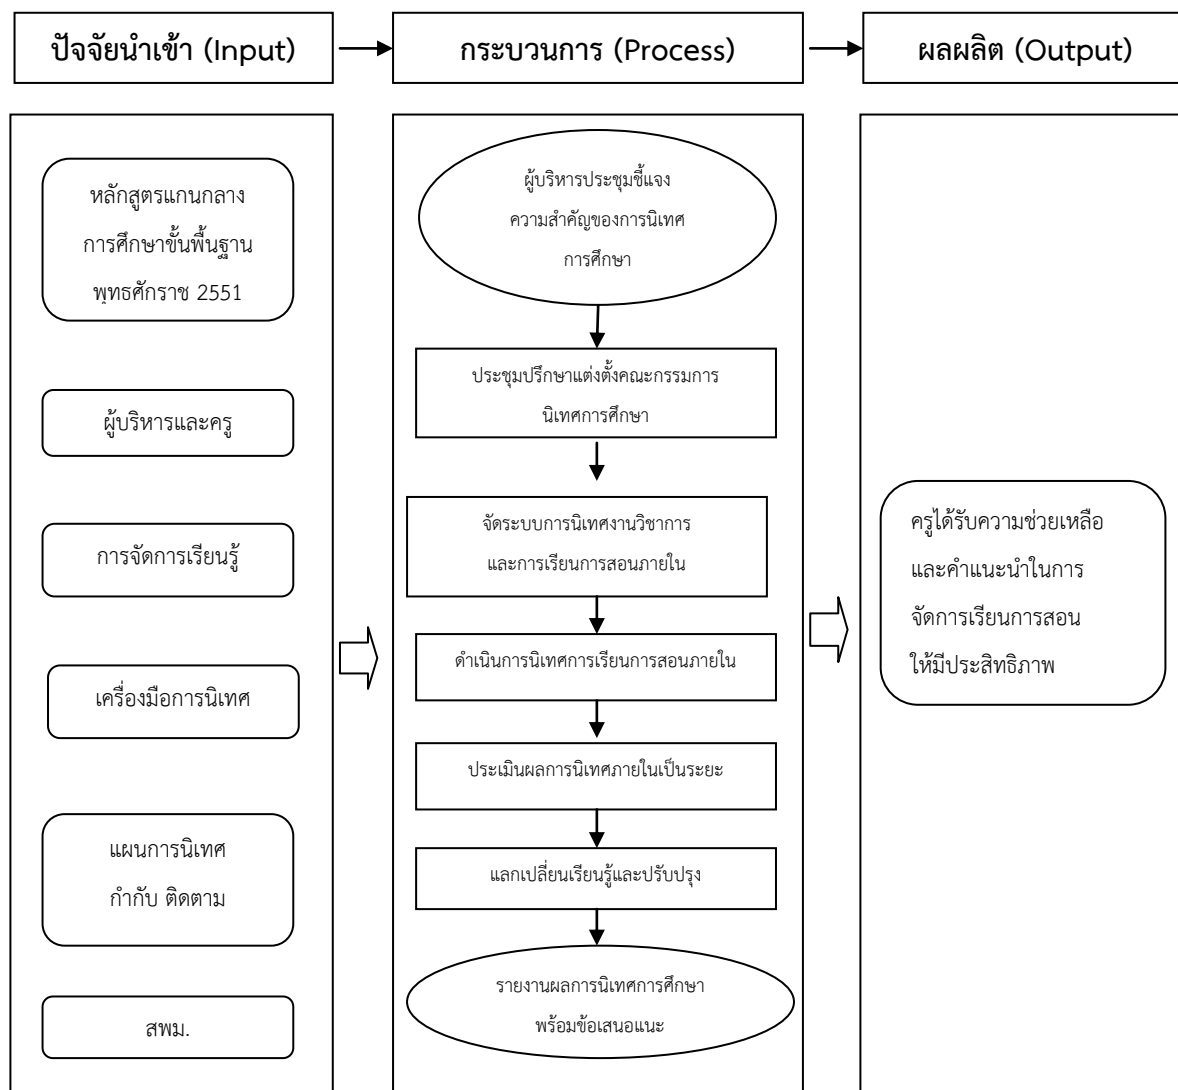 ปัจจัยนำเข้า (Input)
กระบวนการ (Process)
ผลผลิต (Output)
หลักสูตรแกนกลาง
การศึกษาขั้นพื้นฐาน
พุทธศักราช 2551
ผู้บริหารและครู
การจัดการเรียนรู้
เครื่องมือการนิเทศ
แผนการนิเทศ
กำกับ ติดตาม
สพม.
ผู้บริหารประชุมชี้แจง
ความสำคัญของการนิเทศ
การศึกษา
ประชุมปรึกษาแต่งตั้งคณะกรรมการ
นิเทศการศึกษา
จัดระบบการนิเทศงานวิชาการ
และการเรียนการสอนภายใน
ดำเนินการนิเทศการเรียนการสอนภายใน
ประเมินผลการนิเทศภายในเป็นระยะ
แลกเปลี่ยนเรียนรู้และปรับปรุง
รายงานผลการนิเทศการศึกษา
พร้อมข้อเสนอแนะ
ครูได้รับความช่วยเหลือ
และคำแนะนำในการ
จัดการเรียนการสอน
ให้มีประสิทธิภาพ